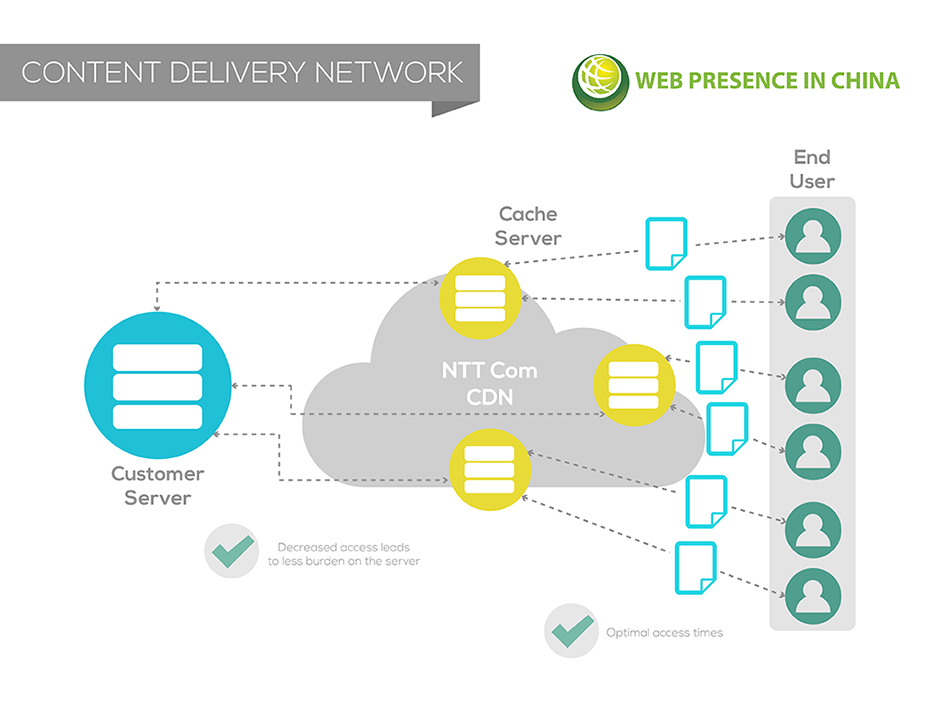 CONTENT DELIVERY NETWORK
WEB PRESENCE IN CHINA
End
User
Cache
Server
NTT Com
CDN
Customer
Server
Decreased access leads
to less burden on the server
Optimal access times